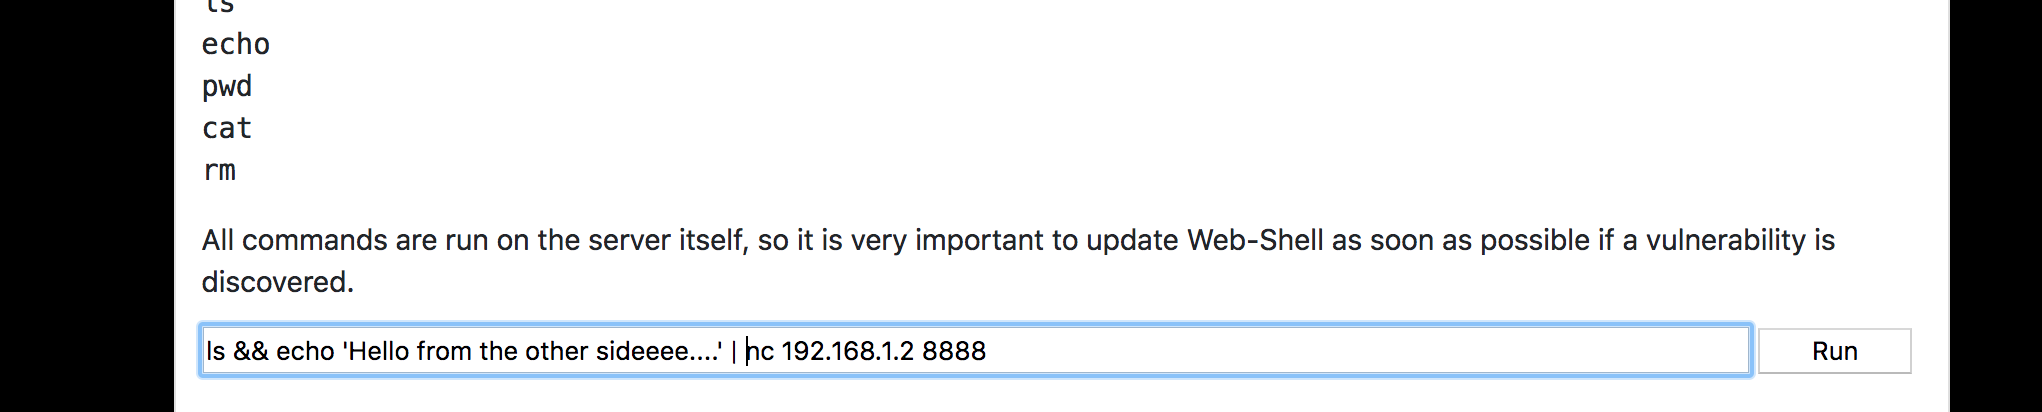 ls
echo
pwd
cat
rm
All commands are run on the server itself, so it is very important to update Web-Shell as soon as possible if a vulnerability is
discovered.
ls && echo 'Hello from the other sideeee....' | nc 192.168.1.2 8888
Run